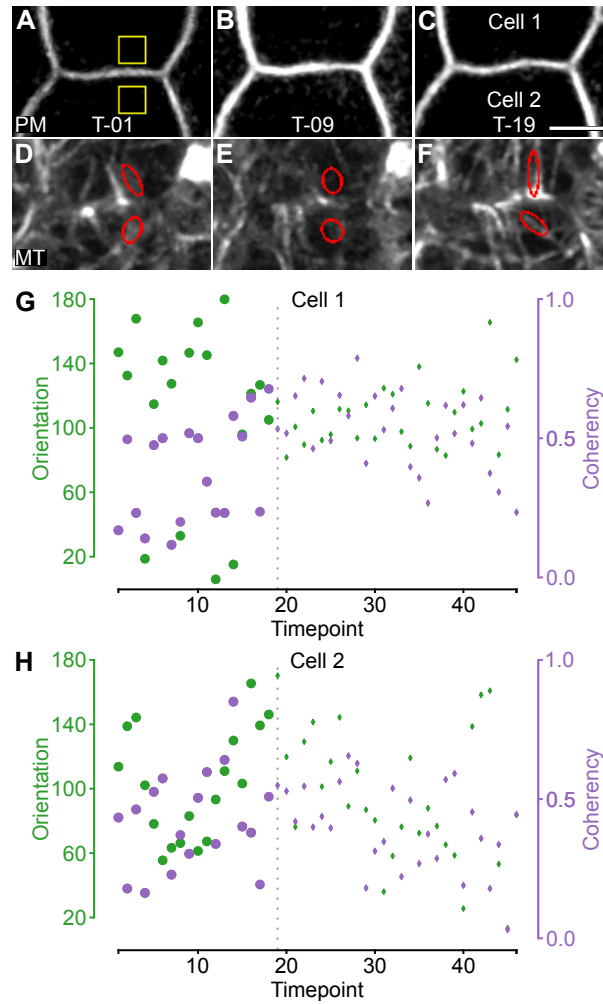 A B C Cell 1
Cell 2
PM T-01 T-09 T-19
D E F
MT
G Cell 1
180 1.0
140
100 0.5
60
20 0.0
Orientation
Coherency
10 20 30 40
Timepoint
H Cell 2
180 1.0
140
100 0.5
60
20 0.0
Orientation
Coherency
10 20 30 40
Timepoint